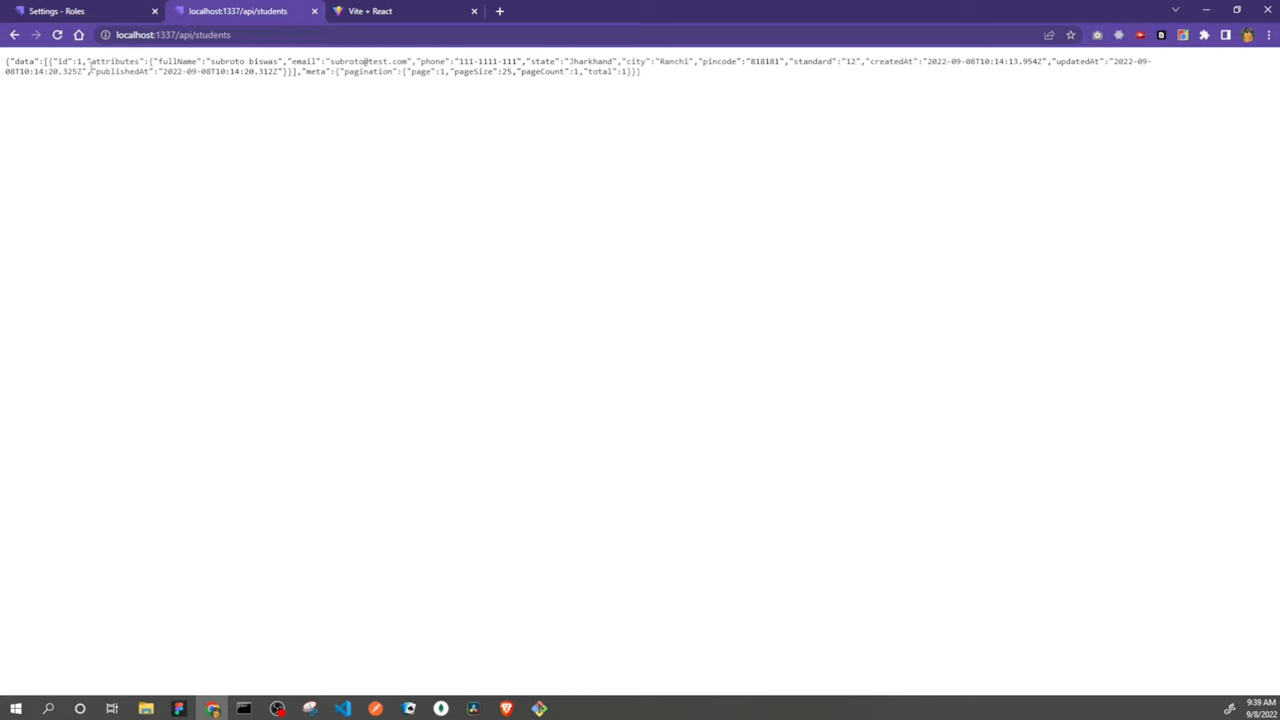 Settings - Roles
localhost:1337/api/students
Vite + React
localhost:1337/api/students
{"data":[{"id":1,"attributes":{"fullName":"subroto biswas","email":"subroto@test.com","phone":"111-1111-111","state":"Jharkhand","city":"Ranchi","pincode":"818181","standard":"12","createdAt":"2022-09-08T10:14:13.954Z","updatedAt":"2022-09-
08T10:14:20.325Z","publishedAt":"2022-09-08T10:14:20.312Z"}}],"meta":{"pagination":{"page":1,"pageSize":25,"pageCount":1,"total":1}}}
9:39 AM
9/8/2022